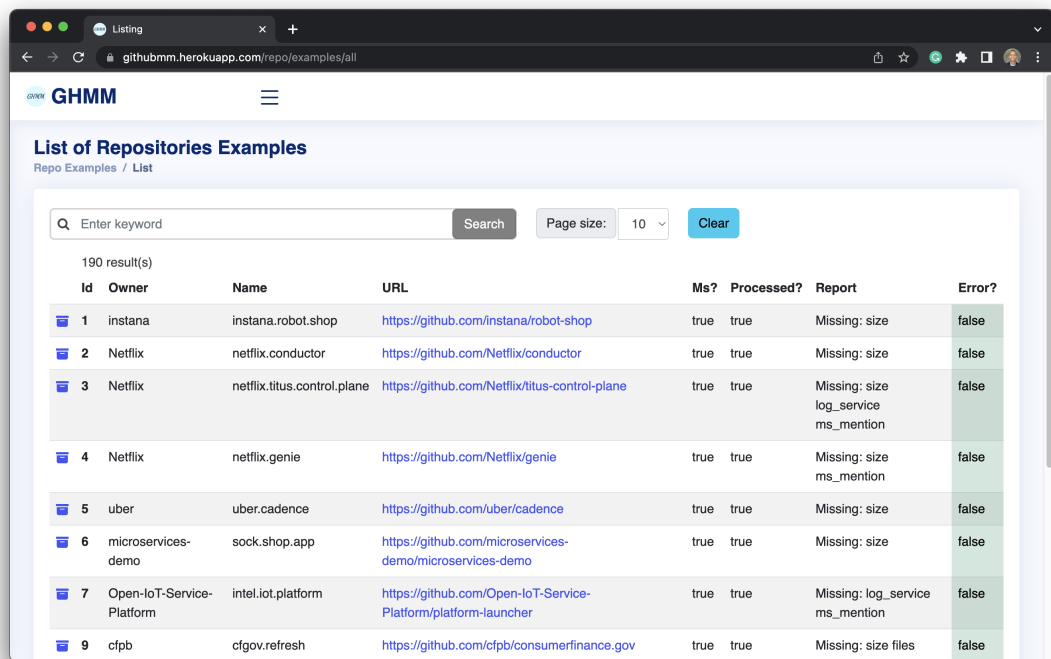 Listing
githubmm.herokuapp.com/repo/examples/all
GHMM GHMM
List of Repositories Examples
Repo Examples / List
Enter keyword Search Page size: 10 Clear
190 result(s)
Id Owner Name URL Ms? Processed? Report Error?
1 instana instana.robot.shop https://github.com/instana/robot-shop true true Missing: size false
2 Netflix netflix.conductor https://github.com/Netflix/conductor true true Missing: size false
3 Netflix netflix.titus.control.plane https://github.com/Netflix/titus-control-plane true true Missing: size false
log_service
ms_mention
4 Netflix netflix.genie https://github.com/Netflix/genie true true Missing: size false
ms_mention
5 uber uber.cadence https://github.com/uber/cadence true true Missing: size false
6 microservices- sock.shop.app https://github.com/microservices- true true Missing: size false
demo demo/microservices-demo
7 Open-IoT-Service- intel.iot.platform https://github.com/Open-IoT-Service- true true Missing: log_service false
Platform Platform/platform-launcher ms_mention
9 cfpb cfgov.refresh https://github.com/cfpb/consumerfinance.gov true true Missing: size files false